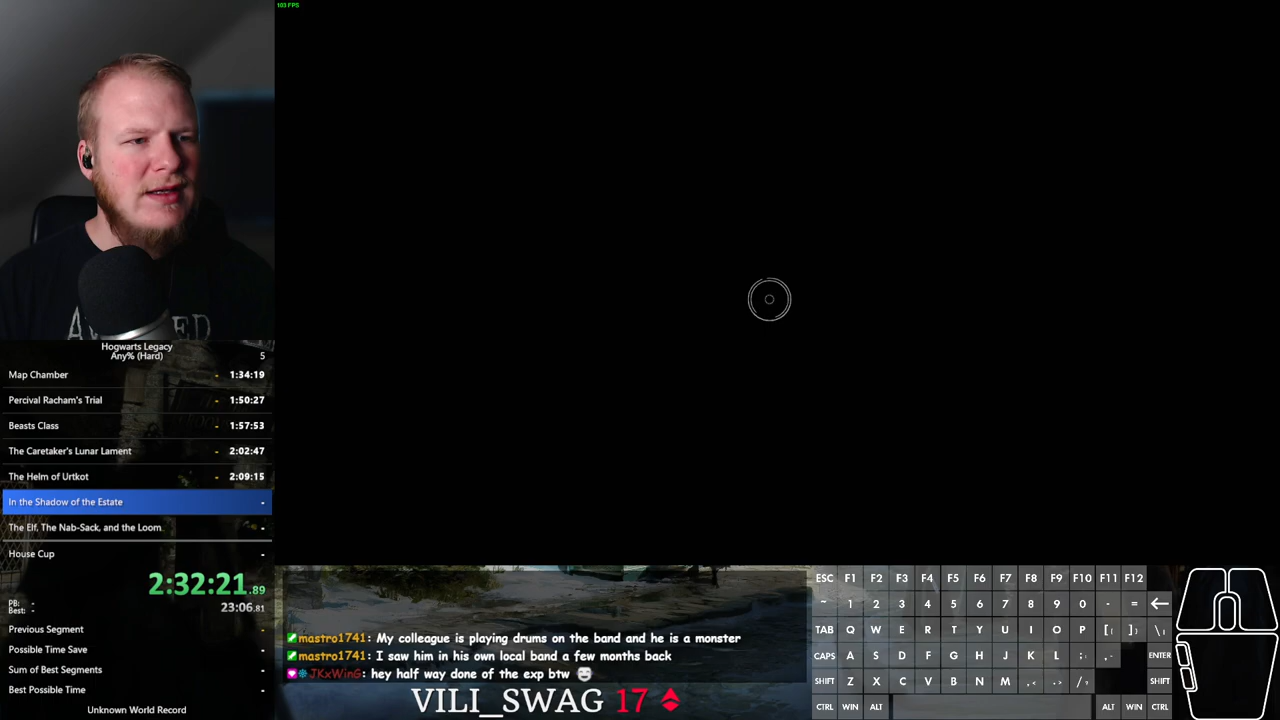 103 FPS
Hogwarts Legacy
Any% (Hard) 5
Map Chamber - 1:34:19
Percival Racham's Trial - 1:50:27
Beasts Class - 1:57:53
The Caretaker's Lunar Lament - 2:02:47
The Helm of Urtkot - 2:09:15
In the Shadow of the Estate -
The Elf, The Nab-Sack, and the Loom -
House Cup -
2:32:21.89
PB: -
Best: -
23:06.81
Previous Segment -
Possible Time Save -
Sum of Best Segments -
Best Possible Time -
Unknown World Record
mastro1741: My colleague is playing drums on the band and he is a monster
mastro1741: I saw him in his own local band a few months back
JKxWinG: hey half way done of the exp btw
VILI_SWAG 17
ESC F1 F2 F3 F4 F5 F6 F7 F8 F9 F10 F11 F12
~ 1 2 3 4 5 6 7 8 9 0 - =
TAB Q W E R T Y U I O P [{ ]} \|
CAPS A S D F G H J K L ;: ENTER
SHIFT Z X C V B N M ,< .> /? SHIFT
CTRL WIN ALT ALT WIN CTRL